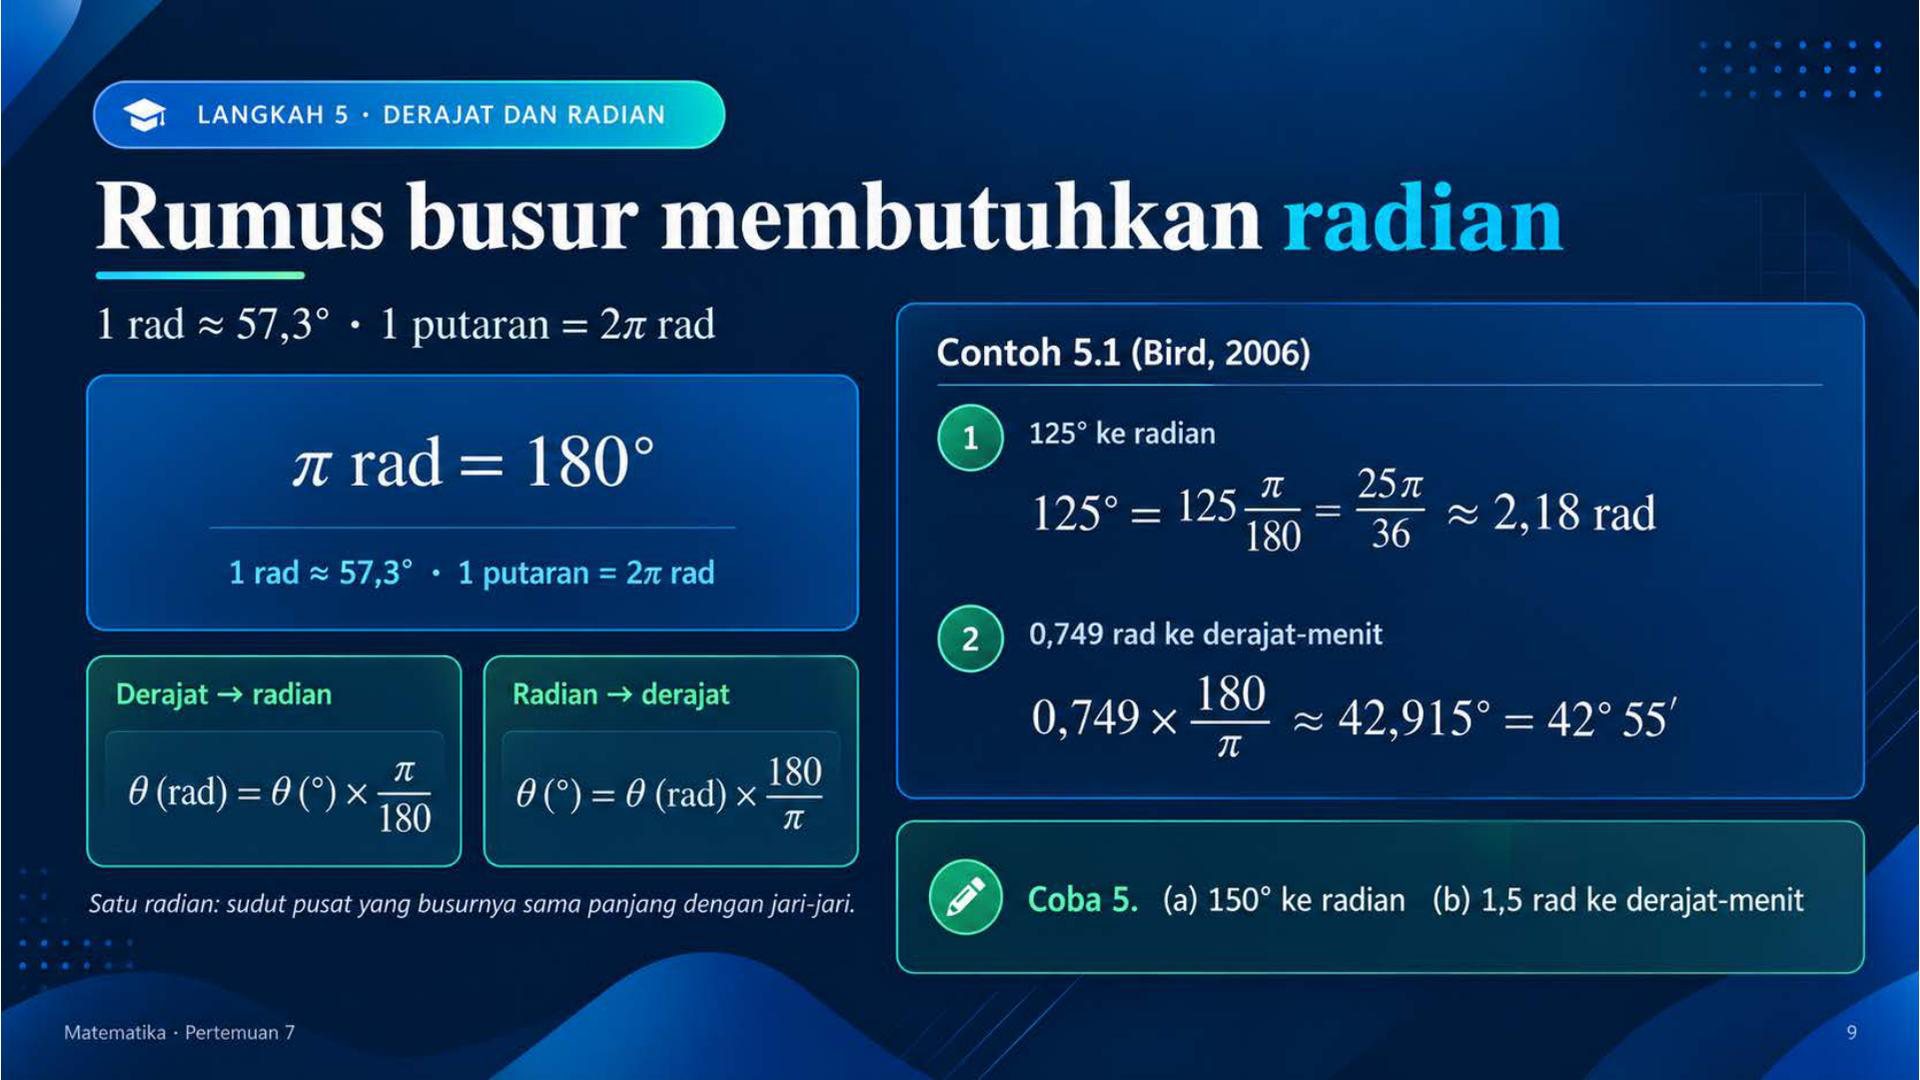 LANGKAH 5 · DERAJAT DAN RADIAN
Rumus busur membutuhkan radian
1 rad ≈ 57,3° · 1 putaran = 2π rad
π rad = 180°
1 rad ≈ 57,3° · 1 putaran = 2π rad
Derajat → radian
θ (rad) = θ (°) × π/180
Radian → derajat
θ (°) = θ (rad) × 180/π
Satu radian: sudut pusat yang busurnya sama panjang dengan jari-jari.
Contoh 5.1 (Bird, 2006)
1 125° ke radian
125° = 125 π/180 = 25π/36 ≈ 2,18 rad
2 0,749 rad ke derajat-menit
0,749 × 180/π ≈ 42,915° = 42° 55′
Coba 5. (a) 150° ke radian (b) 1,5 rad ke derajat-menit
Matematika · Pertemuan 7
9